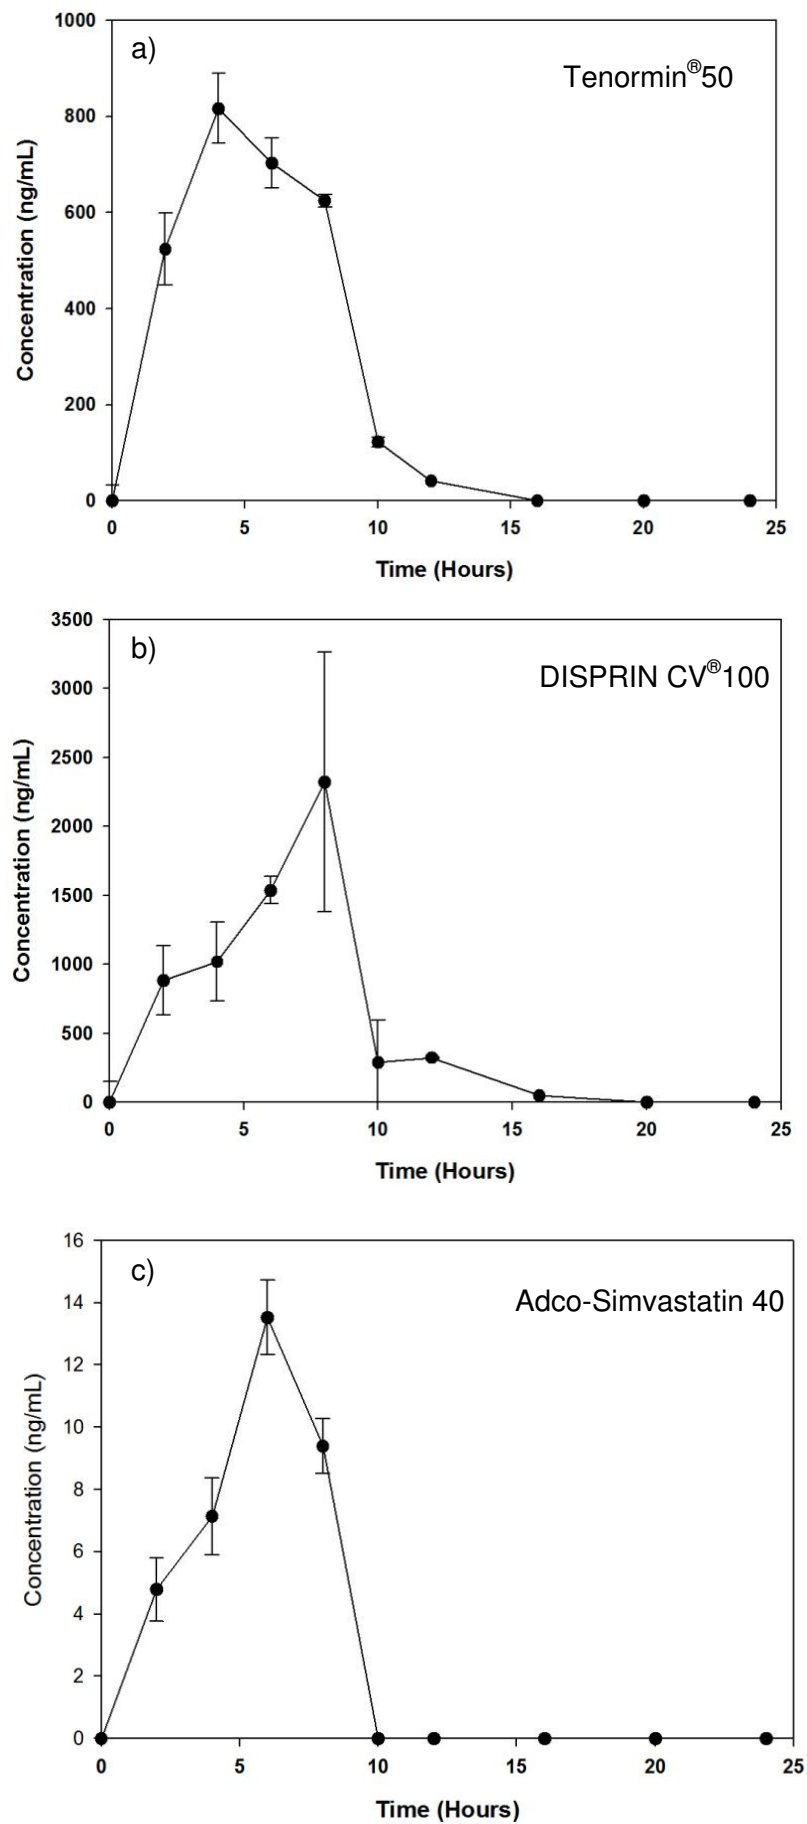 a)
Tenormin®50
1000
800
600
400
200
0
Concentration (ng/mL)
0 5 10 15 20 25
Time (Hours)
b)
DISPRIN CV®100
3500
3000
2500
2000
1500
1000
500
0
Concentration (ng/mL)
0 5 10 15 20 25
Time (Hours)
c)
Adco-Simvastatin 40
16
14
12
10
8
6
4
2
0
Concentration (ng/mL)
0 5 10 15 20 25
Time (Hours)